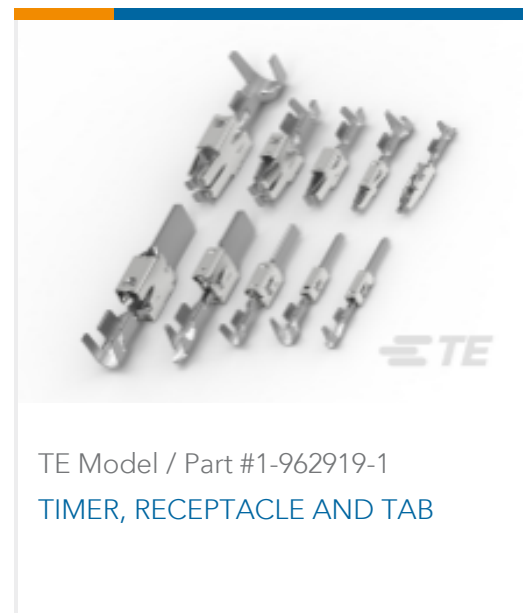 TE
TE Model / Part #1-962919-1
TIMER, RECEPTACLE AND TAB